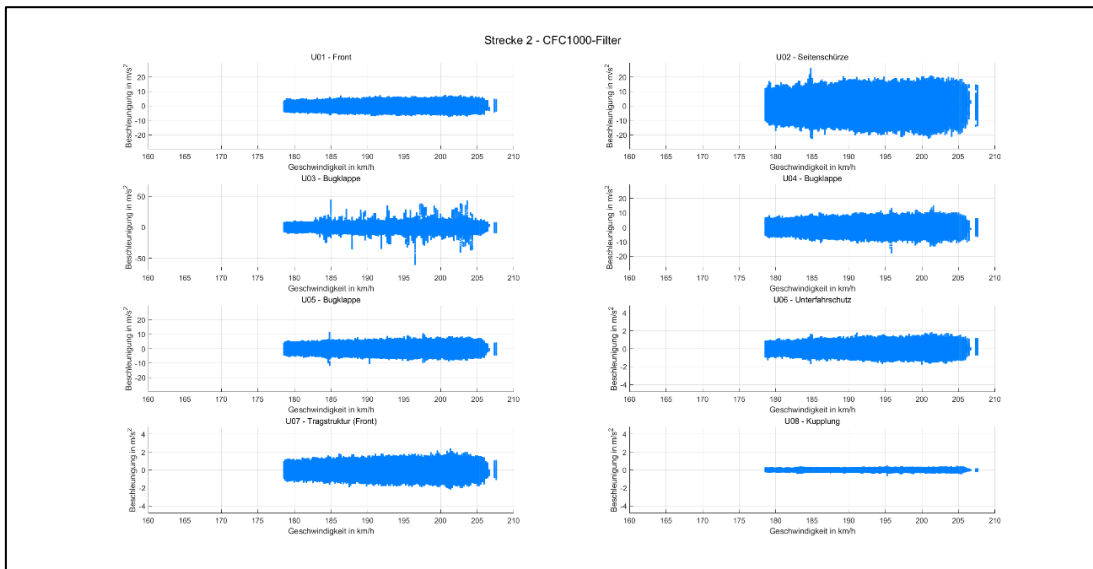 Strecke 2 - CFC1000-Filter
U01 - Front
Beschleunigung in m/s²
20
10
0
-10
-20
160 165 170 175 180 185 190 195 200 205 210
Geschwindigkeit in km/h
U02 - Seitenschürze
Beschleunigung in m/s²
20
10
0
-10
-20
160 165 170 175 180 185 190 195 200 205 210
Geschwindigkeit in km/h
U03 - Bugklappe
Beschleunigung in m/s²
50
0
-50
160 165 170 175 180 185 190 195 200 205 210
Geschwindigkeit in km/h
U04 - Bugklappe
Beschleunigung in m/s²
20
10
0
-10
-20
160 165 170 175 180 185 190 195 200 205 210
Geschwindigkeit in km/h
U05 - Bugklappe
Beschleunigung in m/s²
20
10
0
-10
-20
160 165 170 175 180 185 190 195 200 205 210
Geschwindigkeit in km/h
U06 - Unterfahrschutz
Beschleunigung in m/s²
4
2
0
-2
-4
160 165 170 175 180 185 190 195 200 205 210
Geschwindigkeit in km/h
U07 - Tragstruktur (Front)
Beschleunigung in m/s²
4
2
0
-2
-4
160 165 170 175 180 185 190 195 200 205 210
Geschwindigkeit in km/h
U08 - Kupplung
Beschleunigung in m/s²
4
2
0
-2
-4
160 165 170 175 180 185 190 195 200 205 210
Geschwindigkeit in km/h